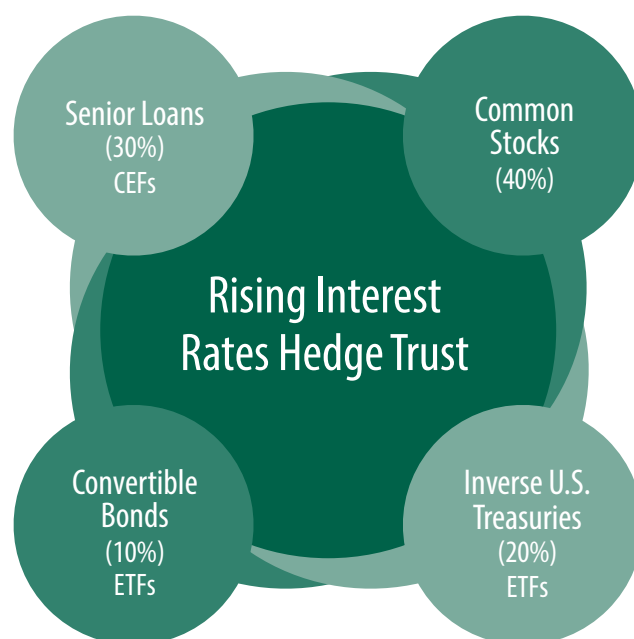 Senior Loans
(30%)
CEFs
Common
Stocks
(40%)
Rising Interest
Rates Hedge Trust
Convertible
Bonds
(10%)
ETFs
Inverse U.S.
Treasuries
(20%)
ETFs